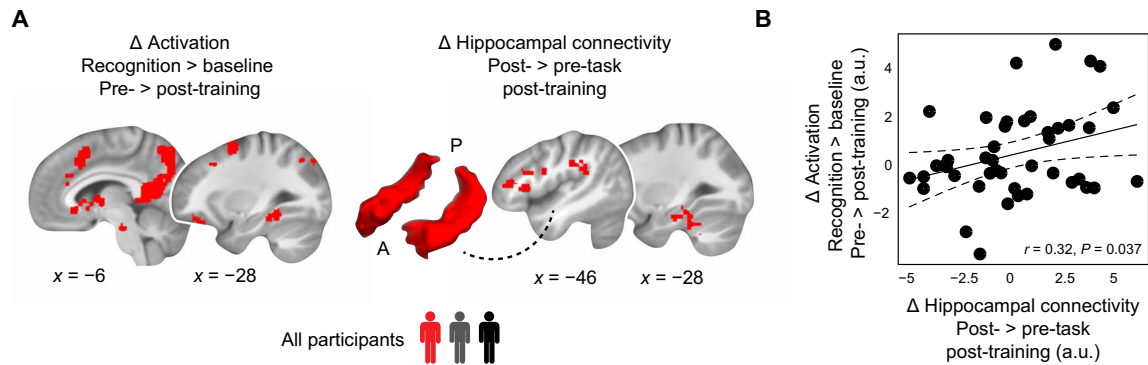 A
Δ Activation
Recognition > baseline
Pre- > post-training
x = −6
x = −28
Δ Hippocampal connectivity
Post- > pre-task
post-training
P
A
x = −46
x = −28
All participants
B
Δ Activation
Recognition > baseline
Pre- > post-training (a.u.)
4
2
0
−2
r = 0.32, P = 0.037
−5 −2.5 0 2.5 5
Δ Hippocampal connectivity
Post- > pre-task
post-training (a.u.)